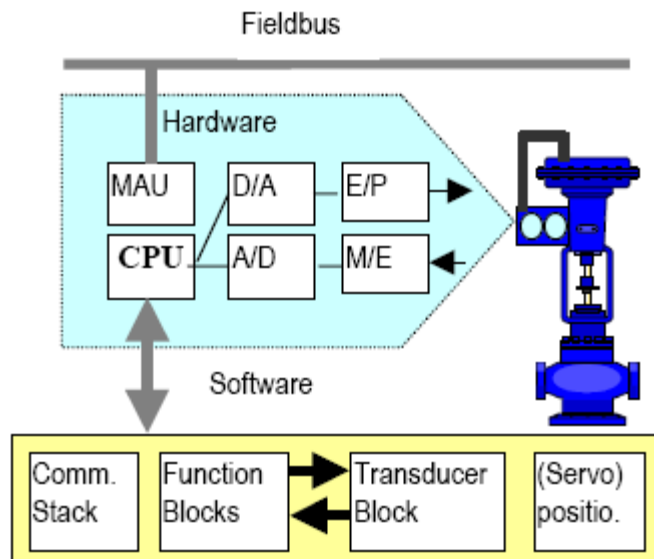 Fieldbus
Hardware
MAU
D/A
E/P
CPU
A/D
M/E
Software
Comm.
Stack
Function
Blocks
Transducer
Block
(Servo)
positio.